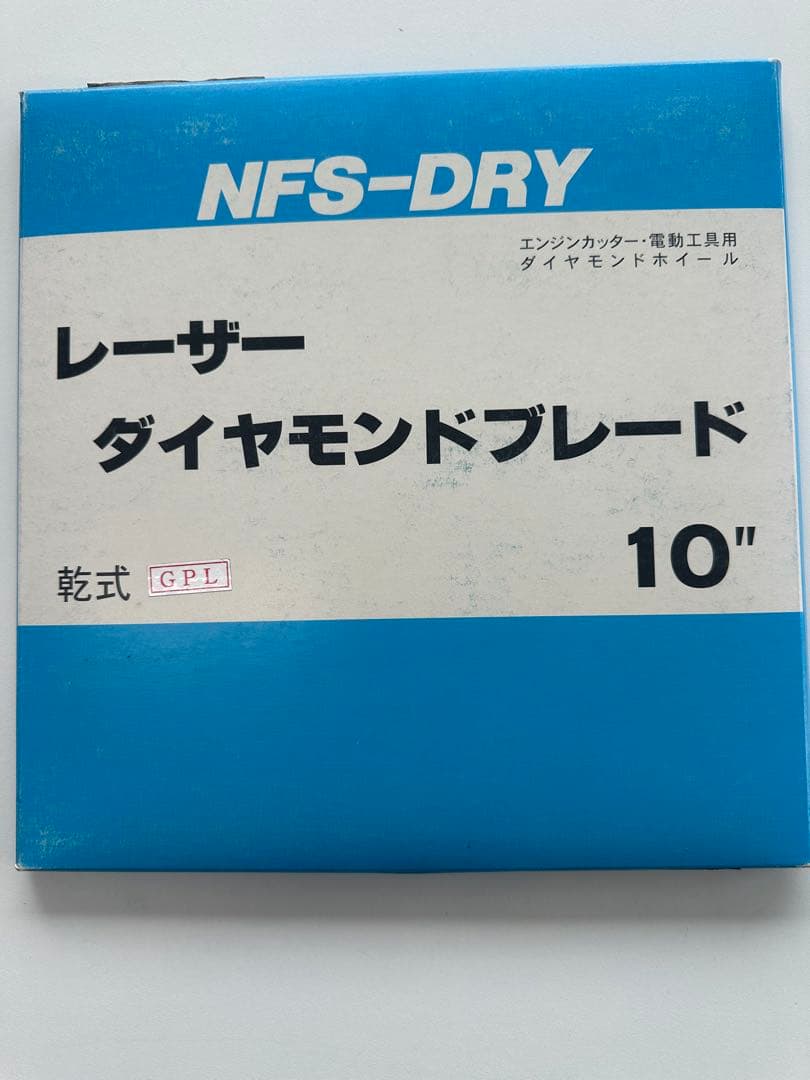 NFS-DRY
エンジンカッター・電動工具用
ダイヤモンドホイール
レーザー
ダイヤモンドブレード
10"
乾式 GPL